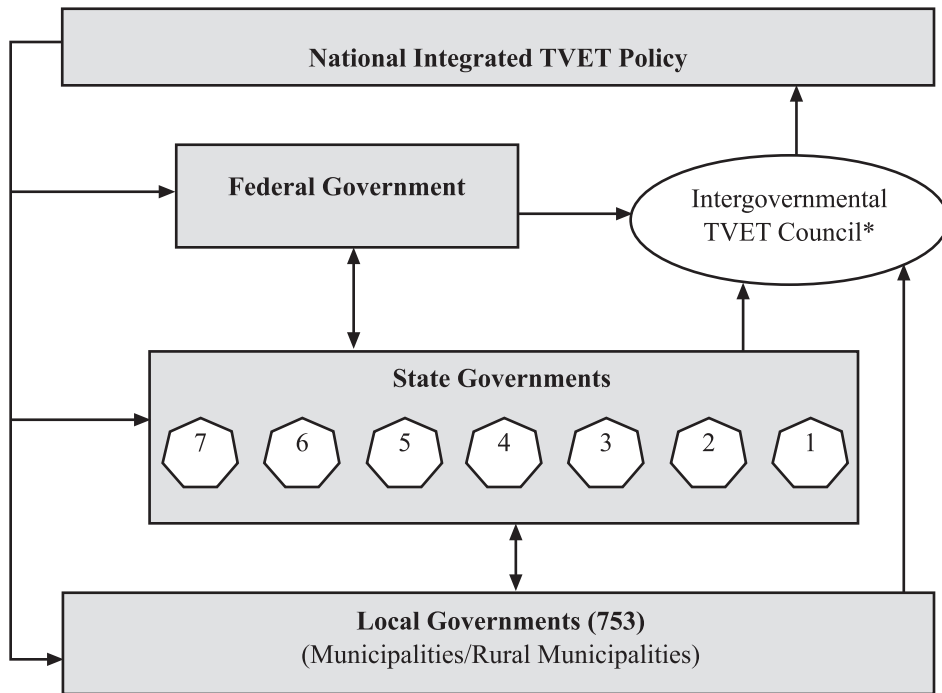 National Integrated TVET Policy
Federal Government
Intergovernmental
TVET Council*
State Governments
7 6 5 4 3 2 1
Local Governments (753)
(Municipalities/Rural Municipalities)